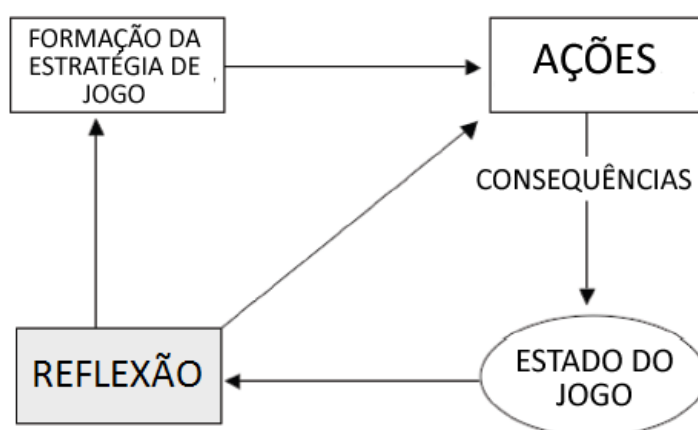 FORMAÇÃO DA
ESTRATÉGIA DE
JOGO
AÇÕES
CONSEQUÊNCIAS
REFLEXÃO
ESTADO DO
JOGO